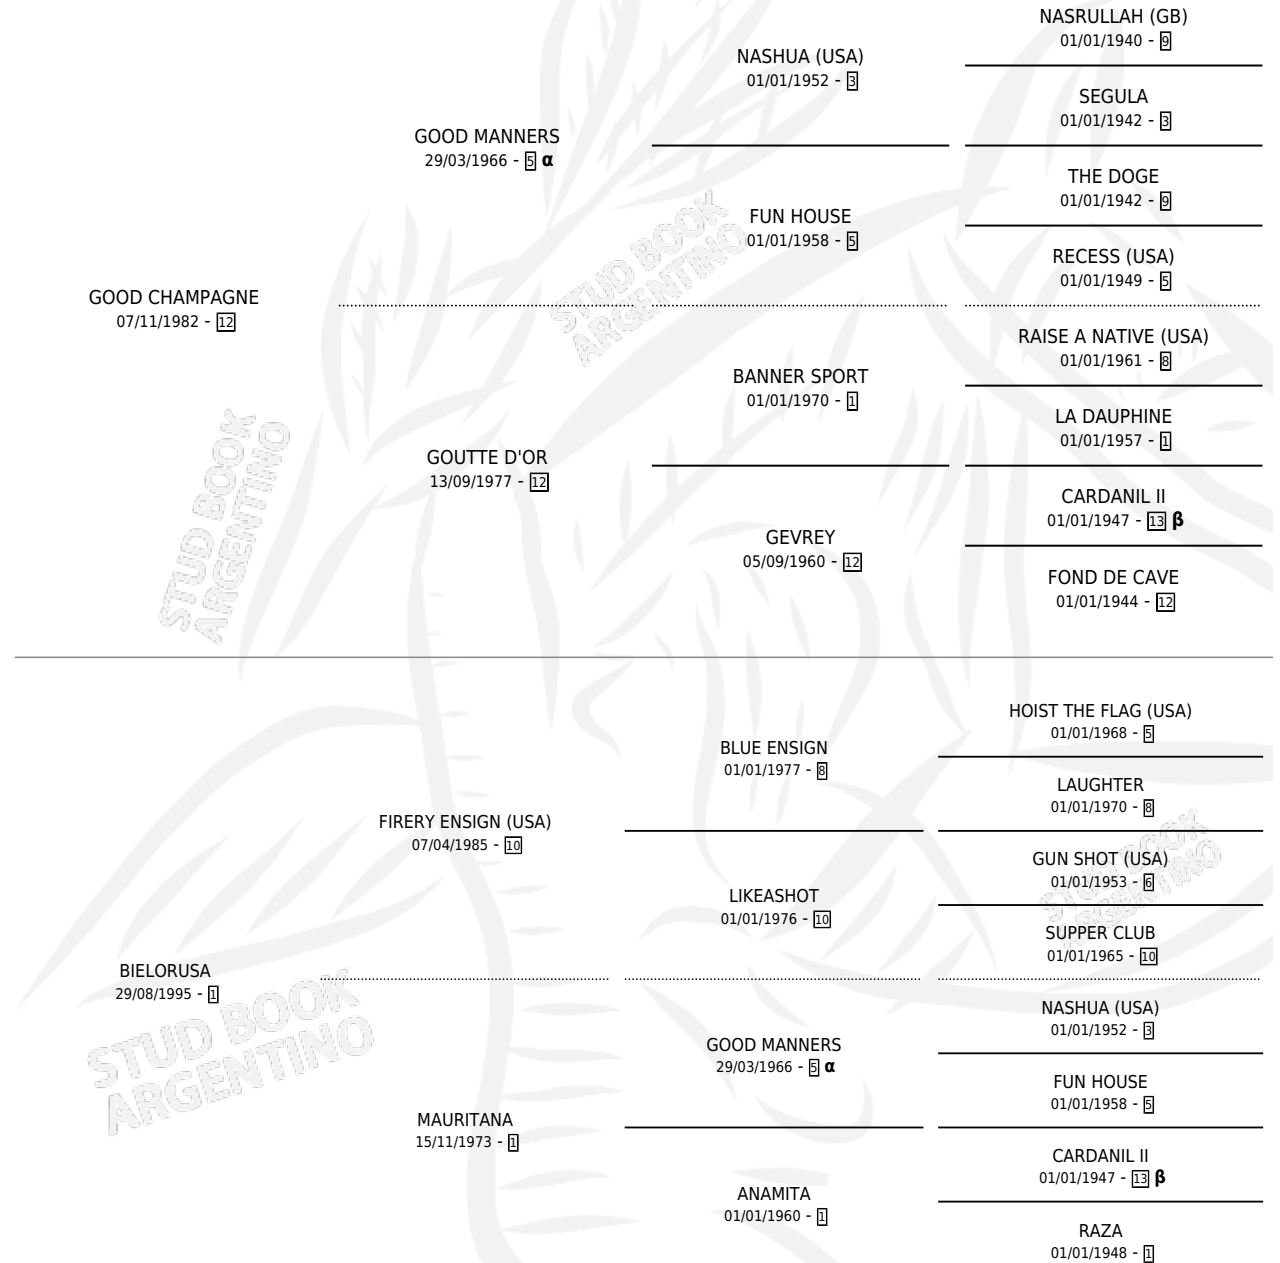 NASRULLAH (GB)
01/01/1940 - 9
NASHUA (USA)
01/01/1952 - 3
SEGULA
01/01/1942 - 3
GOOD MANNERS
29/03/1966 - 5 α
THE DOGE
01/01/1942 - 9
FUN HOUSE
01/01/1958 - 5
RECESS (USA)
01/01/1949 - 5
GOOD CHAMPAGNE
07/11/1982 - 12
RAISE A NATIVE (USA)
01/01/1961 - 8
BANNER SPORT
01/01/1970 - 1
LA DAUPHINE
01/01/1957 - 1
GOUTTE D'OR
13/09/1977 - 12
CARDANIL II
01/01/1947 - 13 β
GEVREY
05/09/1960 - 12
FOND DE CAVE
01/01/1944 - 12
STUD BOOK
ARGENTINO
STUD BOOK
ARGENTINO
HOIST THE FLAG (USA)
01/01/1968 - 5
BLUE ENSIGN
01/01/1977 - 8
LAUGHTER
01/01/1970 - 8
FIRERY ENSIGN (USA)
07/04/1985 - 10
GUN SHOT (USA)
01/01/1953 - 6
LIKEASHOT
01/01/1976 - 10
SUPPER CLUB
01/01/1965 - 10
BIELORUSA
29/08/1995 - 1
NASHUA (USA)
01/01/1952 - 3
GOOD MANNERS
29/03/1966 - 5 α
FUN HOUSE
01/01/1958 - 5
MAURITANA
15/11/1973 - 1
CARDANIL II
01/01/1947 - 13 β
ANAMITA
01/01/1960 - 1
RAZA
01/01/1948 - 1
STUD BOOK
ARGENTINO
STUD BOOK
ARGENTINO